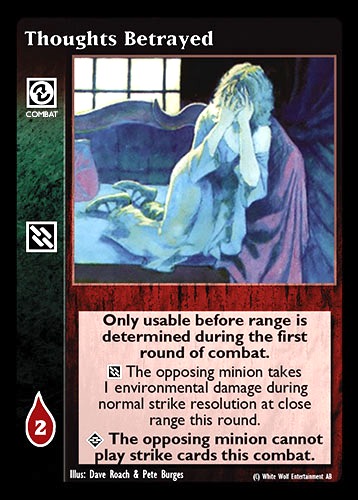 Thoughts Betrayed
COMBAT
Only usable before range is
determined during the first
round of combat.
The opposing minion takes
1 environmental damage during
normal strike resolution at close
range this round.
The opposing minion cannot
play strike cards this combat.
2
Illus: Dave Roach & Pete Burges
(C) White Wolf Entertainment AB